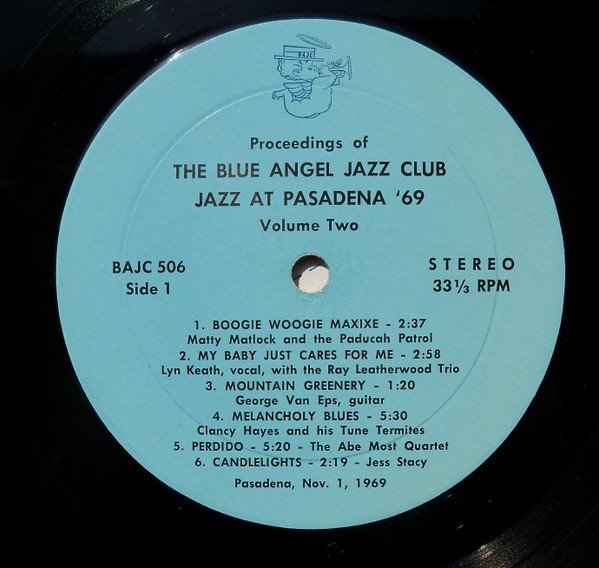 BAJC
Proceedings of
THE BLUE ANGEL JAZZ CLUB
JAZZ AT PASADENA '69
Volume Two
BAJC 506
Side 1
STEREO
33⅓ RPM
1. BOOGIE WOOGIE MAXIXE - 2:37
Matty Matlock and the Paducah Patrol
2. MY BABY JUST CARES FOR ME - 2:58
Lyn Keath, vocal, with the Ray Leatherwood Trio
3. MOUNTAIN GREENERY - 1:20
George Van Eps, guitar
4. MELANCHOLY BLUES - 5:30
Clancy Hayes and his Tune Termites
5. PERDIDO - 5:20 - The Abe Most Quartet
6. CANDLELIGHTS - 2:19 - Jess Stacy
Pasadena, Nov. 1, 1969